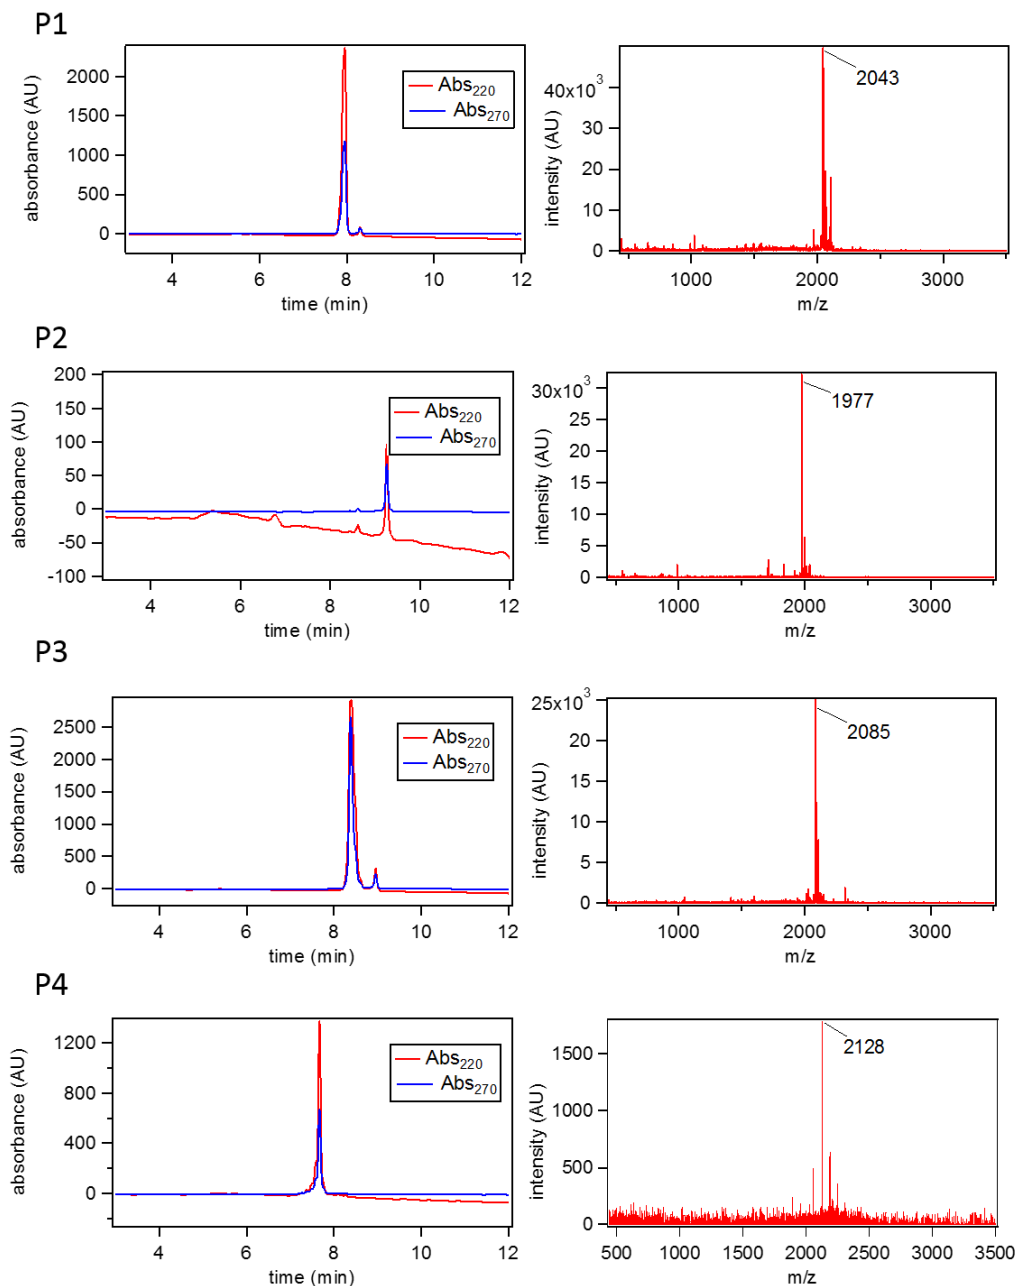 P1
absorbance (AU)
2000
1500
1000
500
0
Abs220
Abs270
4 6 8 10 12
time (min)
intensity (AU)
40x10^3
30
20
10
0
2043
1000 2000 3000
m/z
P2
absorbance (AU)
200
150
100
50
0
-50
-100
Abs220
Abs270
4 6 8 10 12
time (min)
intensity (AU)
30x10^3
25
20
15
10
5
0
1977
1000 2000 3000
m/z
P3
absorbance (AU)
2500
2000
1500
1000
500
0
Abs220
Abs270
4 6 8 10 12
time (min)
intensity (AU)
25x10^3
20
15
10
5
0
2085
1000 2000 3000
m/z
P4
absorbance (AU)
1200
800
400
0
Abs220
Abs270
4 6 8 10 12
time (min)
intensity (AU)
1500
1000
500
0
2128
500 1000 1500 2000 2500 3000 3500
m/z